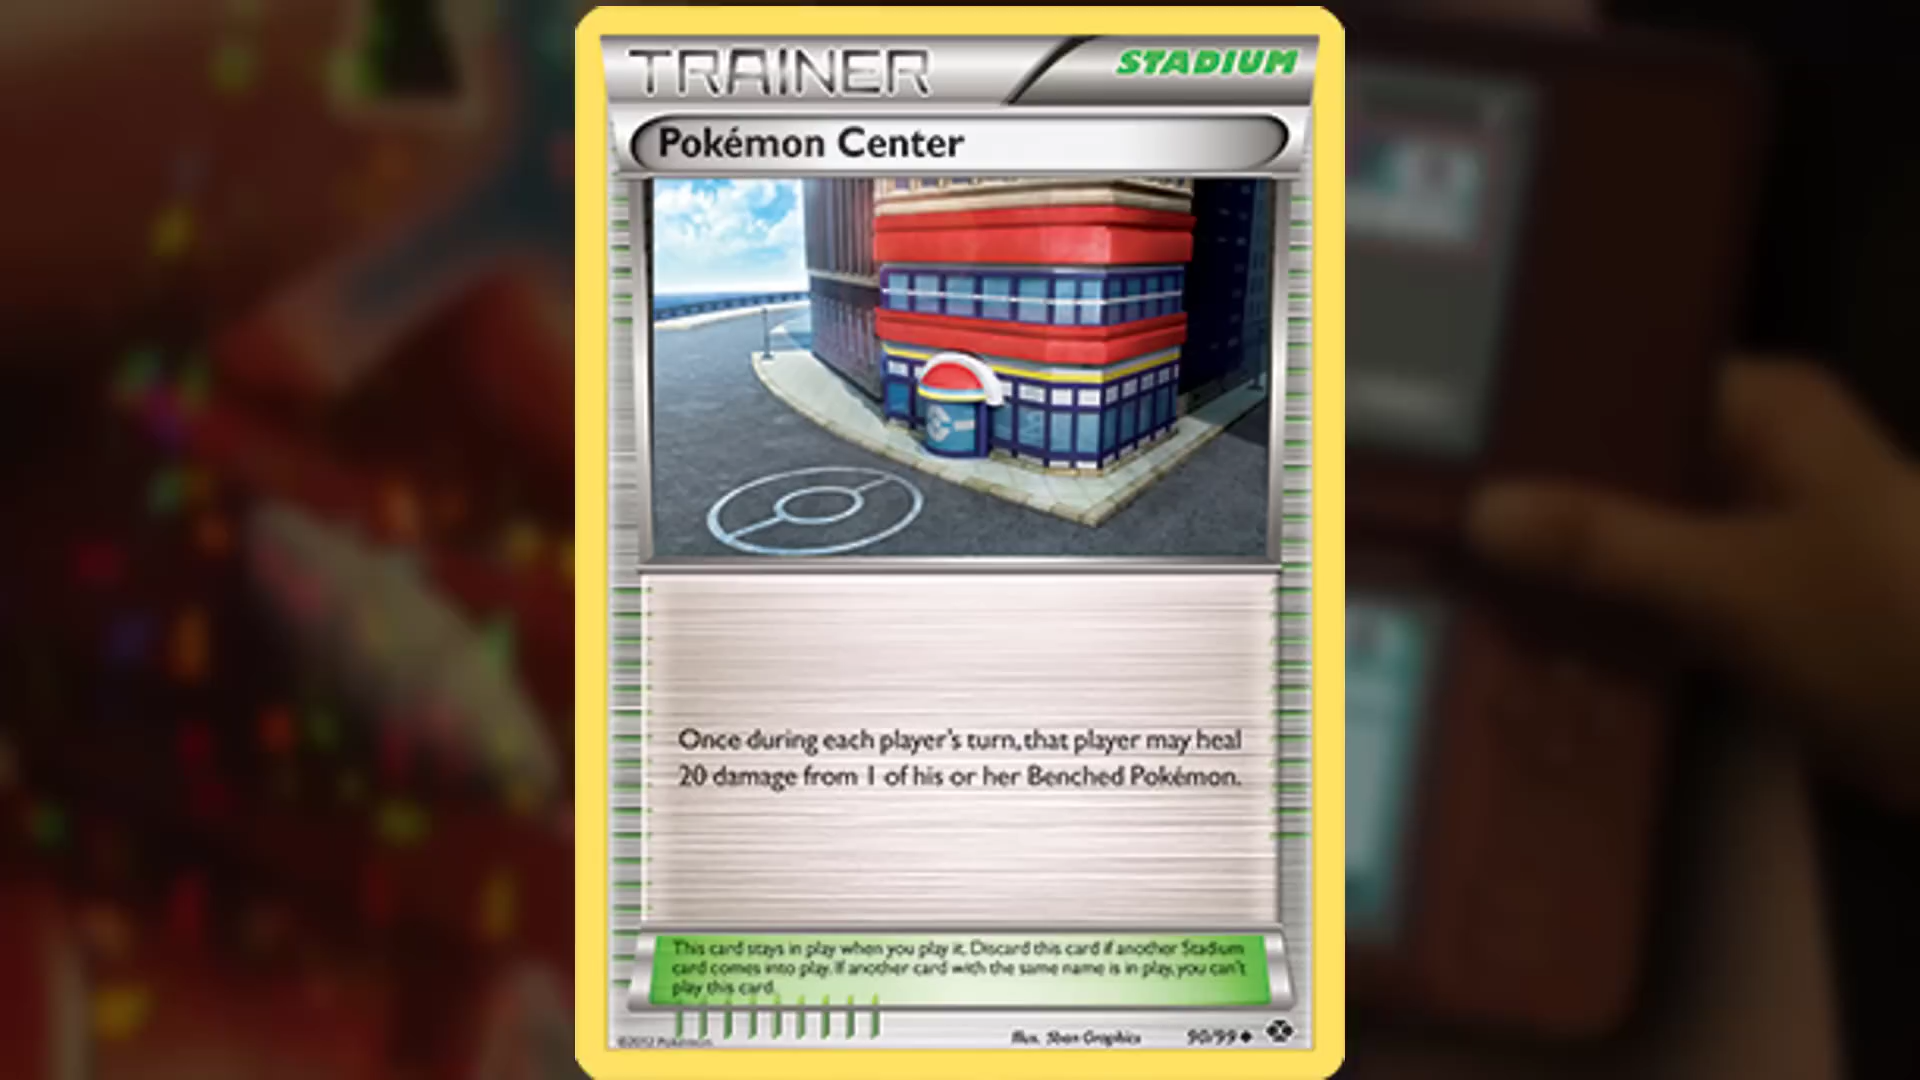 TRAINER
STADIUM
Pokémon Center
Once during each player's turn, that player may heal
20 damage from 1 of his or her Benched Pokémon.
This card stays in play when you play it. Discard this card if another Stadium
card comes into play. If another card with the same name is in play, you can't
play this card.
©2012 Pokémon.
Illus. 5ban Graphics
90/99